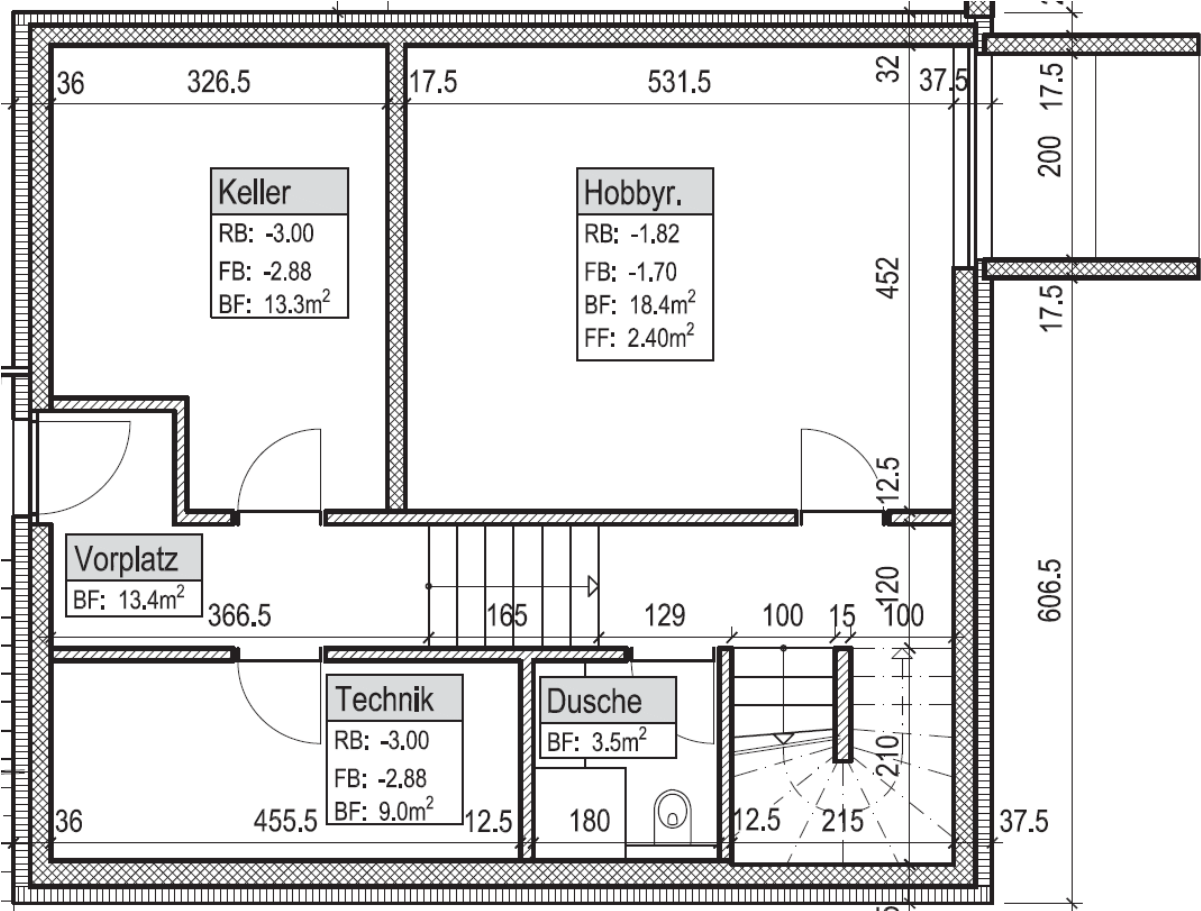 36
326.5
17.5
531.5
32
37.5
17.5
200
17.5
Keller
RB: -3.00
FB: -2.88
BF: 13.3m²
Hobbyr.
RB: -1.82
FB: -1.70
BF: 18.4m²
FF: 2.40m²
452
12.5
Vorplatz
BF: 13.4m²
366.5
165
129
100
15
100
120
606.5
Technik
RB: -3.00
FB: -2.88
BF: 9.0m²
Dusche
BF: 3.5m²
210
36
455.5
12.5
180
12.5
215
37.5